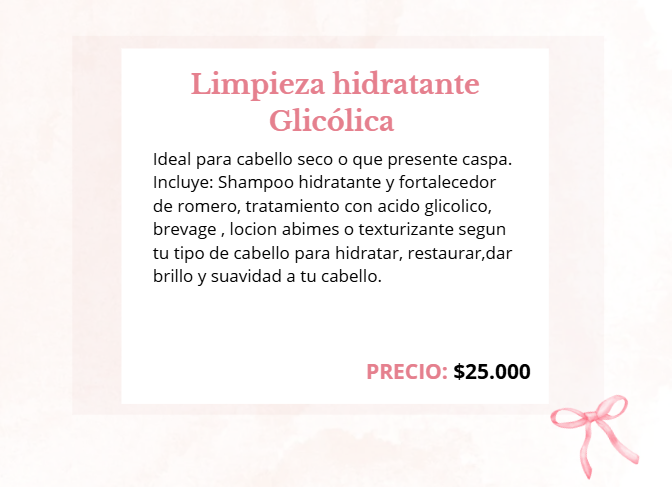 Limpieza hidratante
Glicólica
Ideal para cabello seco o que presente caspa.
Incluye: Shampoo hidratante y fortalecedor
de romero, tratamiento con acido glicolico,
brevage , locion abimes o texturizante segun
tu tipo de cabello para hidratar, restaurar,dar
brillo y suavidad a tu cabello.
PRECIO: $25.000